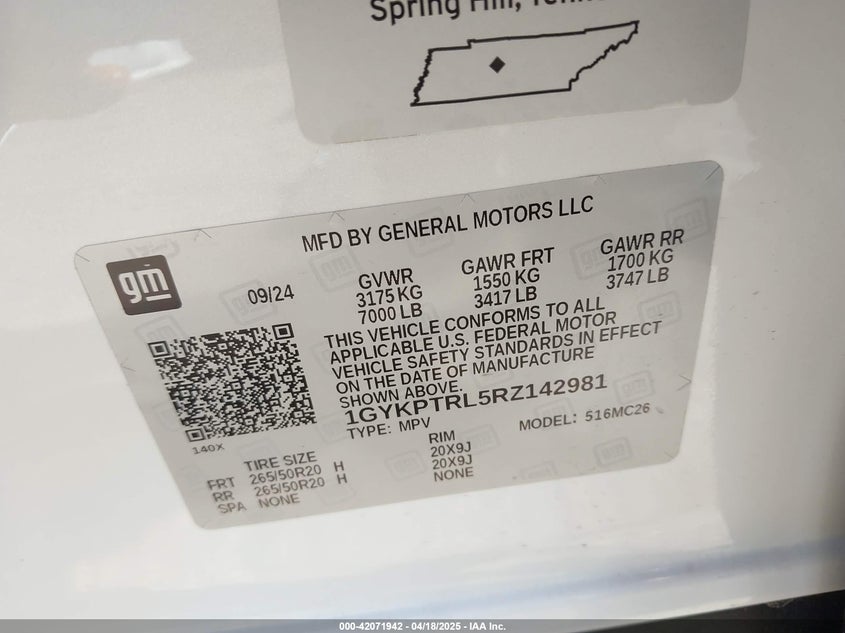 Spring Hill,
MFD BY GENERAL MOTORS LLC
gm
09/24
GVWR
3175 KG
7000 LB
GAWR FRT
1550 KG
3417 LB
GAWR RR
1700 KG
3747 LB
THIS VEHICLE CONFORMS TO ALL
APPLICABLE U.S. FEDERAL MOTOR
VEHICLE SAFETY STANDARDS IN EFFECT
ON THE DATE OF MANUFACTURE
SHOWN ABOVE.
1GYKPTRL5RZ142981
TYPE: MPV
MODEL: 516MC26
140X
TIRE SIZE
RIM
FRT 265/50R20 H 20X9J
RR 265/50R20 H 20X9J
SPA NONE NONE
000-42071942 - 04/18/2025 - IAA Inc.